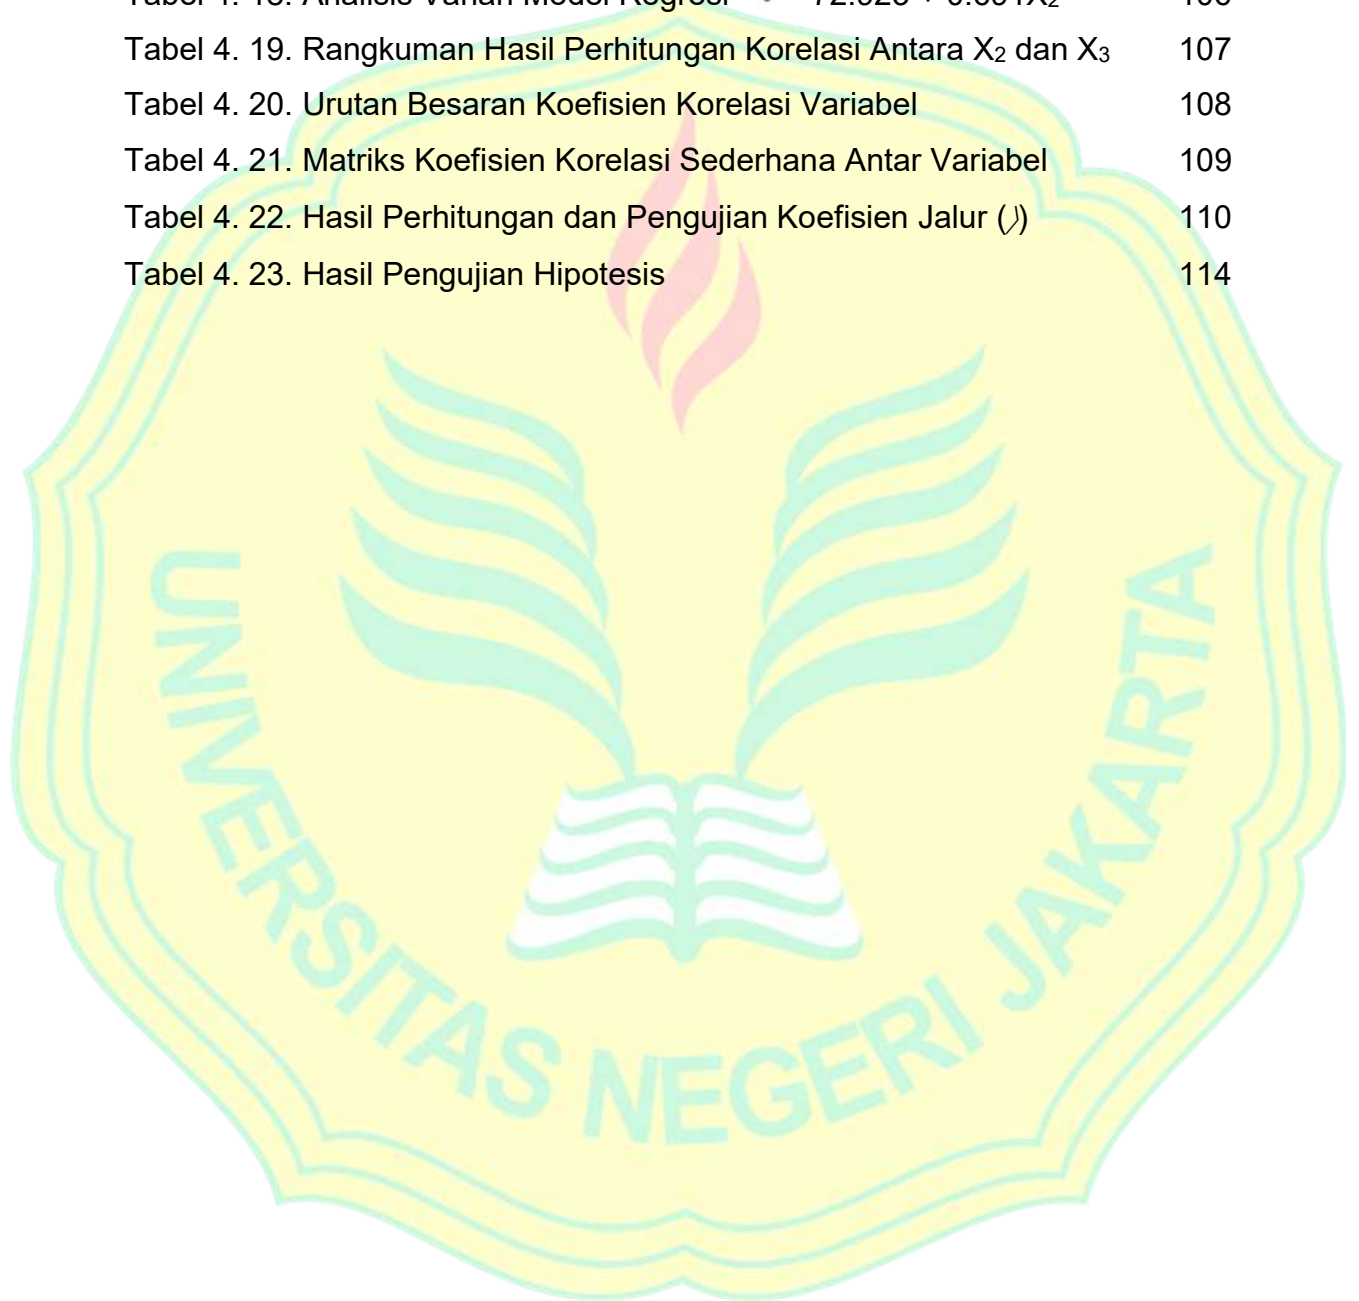 Tabel 4. 19. Rangkuman Hasil Perhitungan Korelasi Antara X₂ dan X₃ 107
Tabel 4. 20. Urutan Besaran Koefisien Korelasi Variabel 108
Tabel 4. 21. Matriks Koefisien Korelasi Sederhana Antar Variabel 109
Tabel 4. 22. Hasil Perhitungan dan Pengujian Koefisien Jalur () 110
Tabel 4. 23. Hasil Pengujian Hipotesis 114
UNIVERSITAS NEGERI JAKARTA